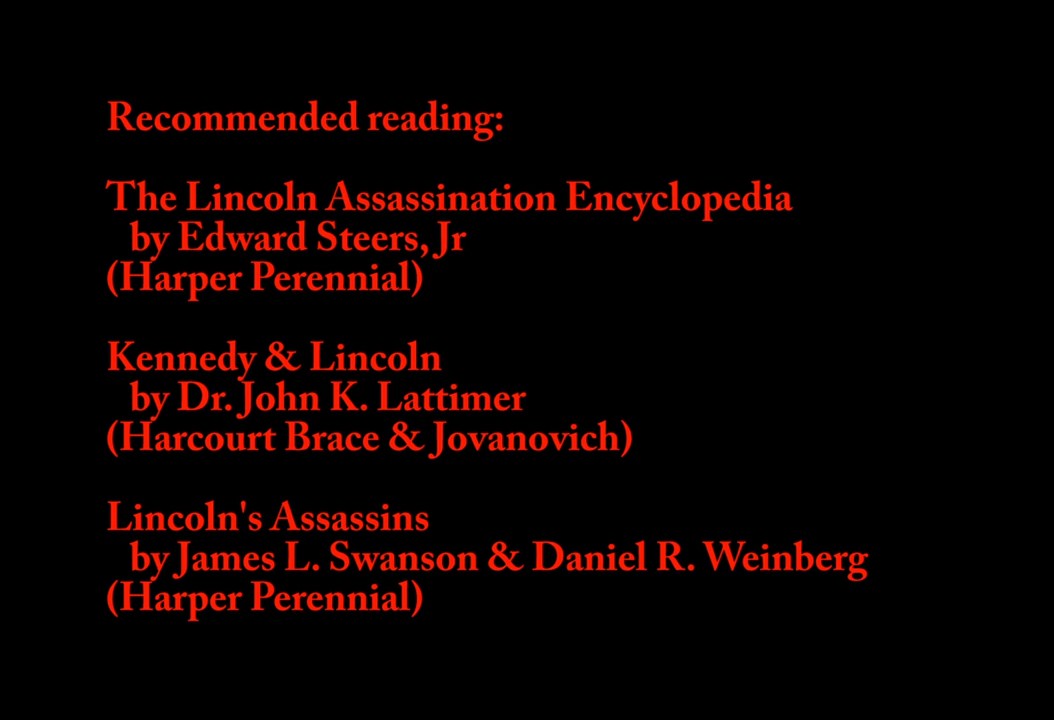 Recommended reading:
The Lincoln Assassination Encyclopedia
by Edward Steers, Jr
(Harper Perennial)
Kennedy & Lincoln
by Dr. John K. Lattimer
(Harcourt Brace & Jovanovich)
Lincoln's Assassins
by James L. Swanson & Daniel R. Weinberg
(Harper Perennial)